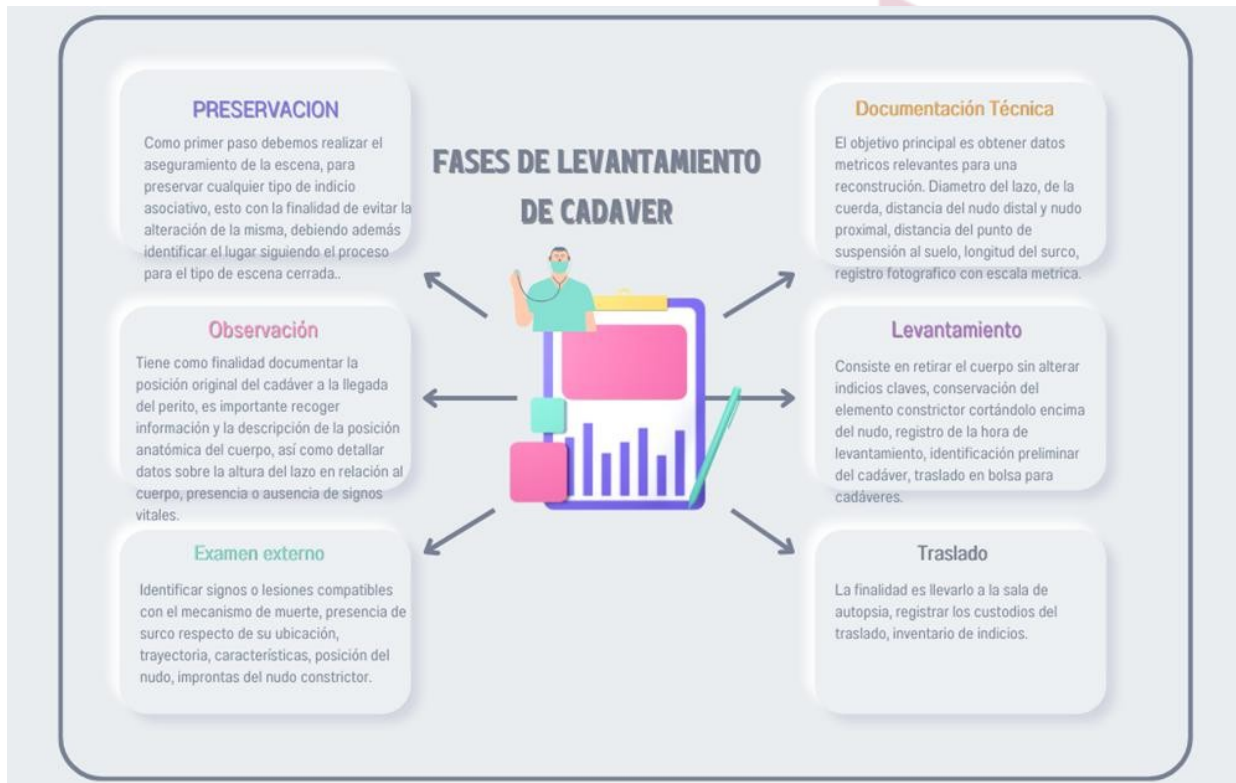 FASES DE LEVANTAMIENTO
DE CADAVER
PRESERVACION
Como primer paso debemos realizar el
aseguramiento de la escena, para
preservar cualquier tipo de indicio
asociativo, esto con la finalidad de evitar la
alteración de la misma, debiendo además
identificar el lugar siguiendo el proceso
para el tipo de escena cerrada..
Observación
Tiene como finalidad documentar la
posición original del cadáver a la llegada
del perito, es importante recoger
información y la descripción de la posición
anatómica del cuerpo, así como detallar
datos sobre la altura del lazo en relación al
cuerpo, presencia o ausencia de signos
vitales.
Examen externo
Identificar signos o lesiones compatibles
con el mecanismo de muerte, presencia de
surco respecto de su ubicación,
trayectoria, características, posición del
nudo, improntas del nudo constrictor.
Documentación Técnica
El objetivo principal es obtener datos
metricos relevantes para una
reconstrución. Diametro del lazo, de la
cuerda, distancia del nudo distal y nudo
proximal, distancia del punto de
suspensión al suelo, longitud del surco,
registro fotografico con escala metrica.
Levantamiento
Consiste en retirar el cuerpo sin alterar
indicios claves, conservación del
elemento constrictor cortándolo encima
del nudo, registro de la hora de
levantamiento, identificación preliminar
del cadáver, traslado en bolsa para
cadáveres.
Traslado
La finalidad es llevarlo a la sala de
autopsia, registrar los custodios del
traslado, inventario de indicios.